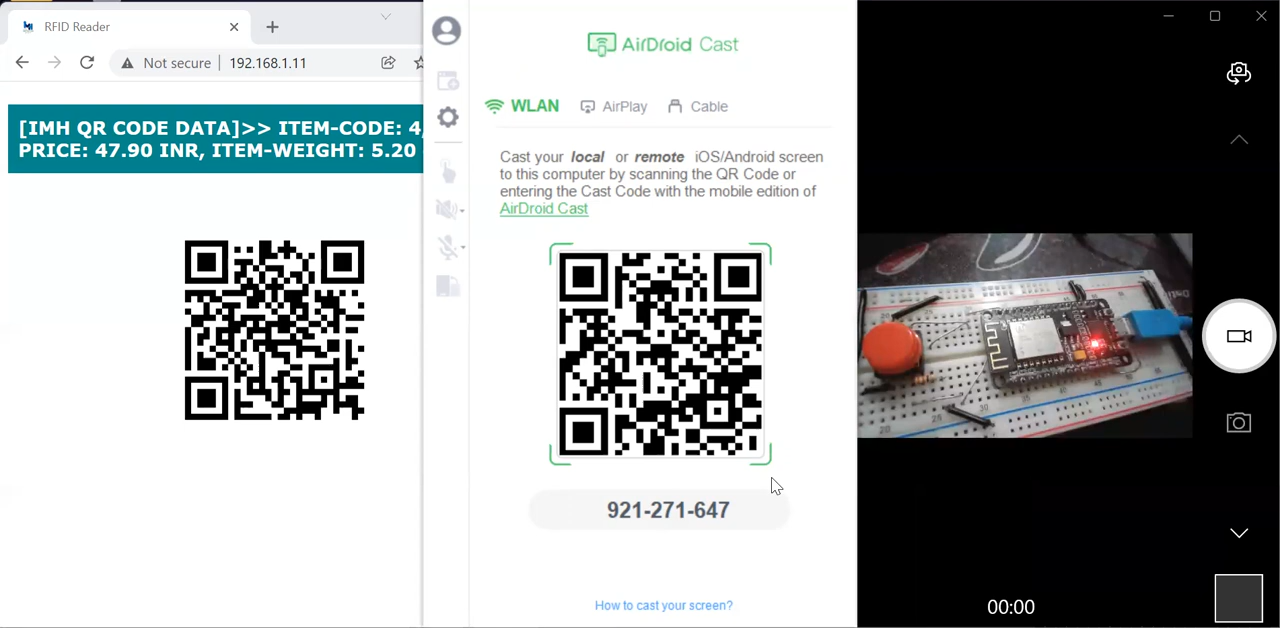 RFID Reader
Not secure
192.168.1.11
[IMH QR CODE DATA]>> ITEM-CODE: 4,
PRICE: 47.90 INR, ITEM-WEIGHT: 5.20
AirDroid Cast
WLAN
AirPlay
Cable
Cast your local or remote iOS/Android screen
to this computer by scanning the QR Code or
entering the Cast Code with the mobile edition of
AirDroid Cast
921-271-647
How to cast your screen?
00:00